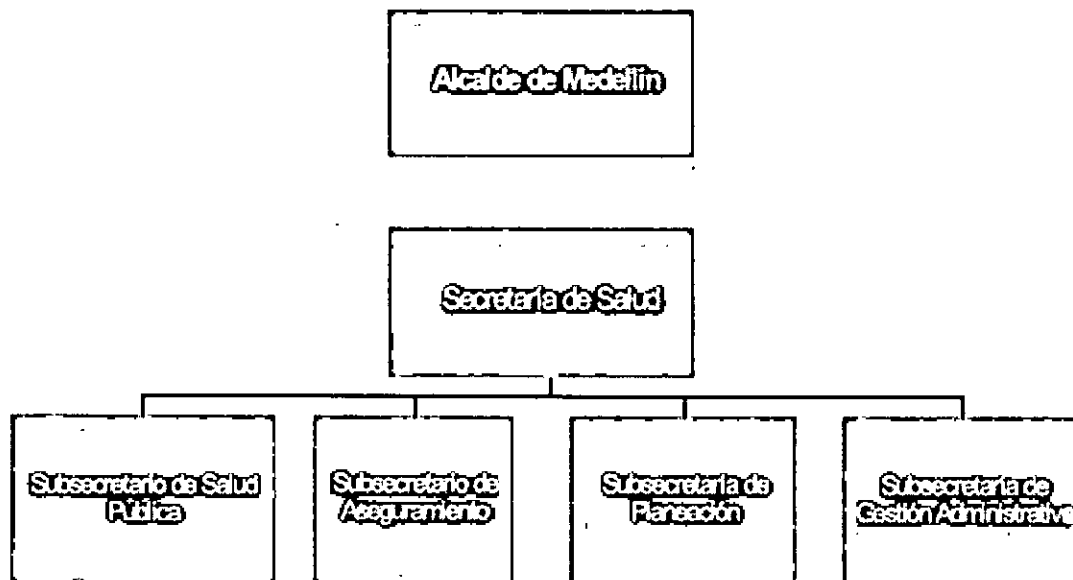 Alcalde de Medellín
Secretaría de Salud
Subsecretario de Salud
Pública
Subsecretario de
Aseguramiento
Subsecretaría de
Planeación
Subsecretaría de
Gestión Administrativa